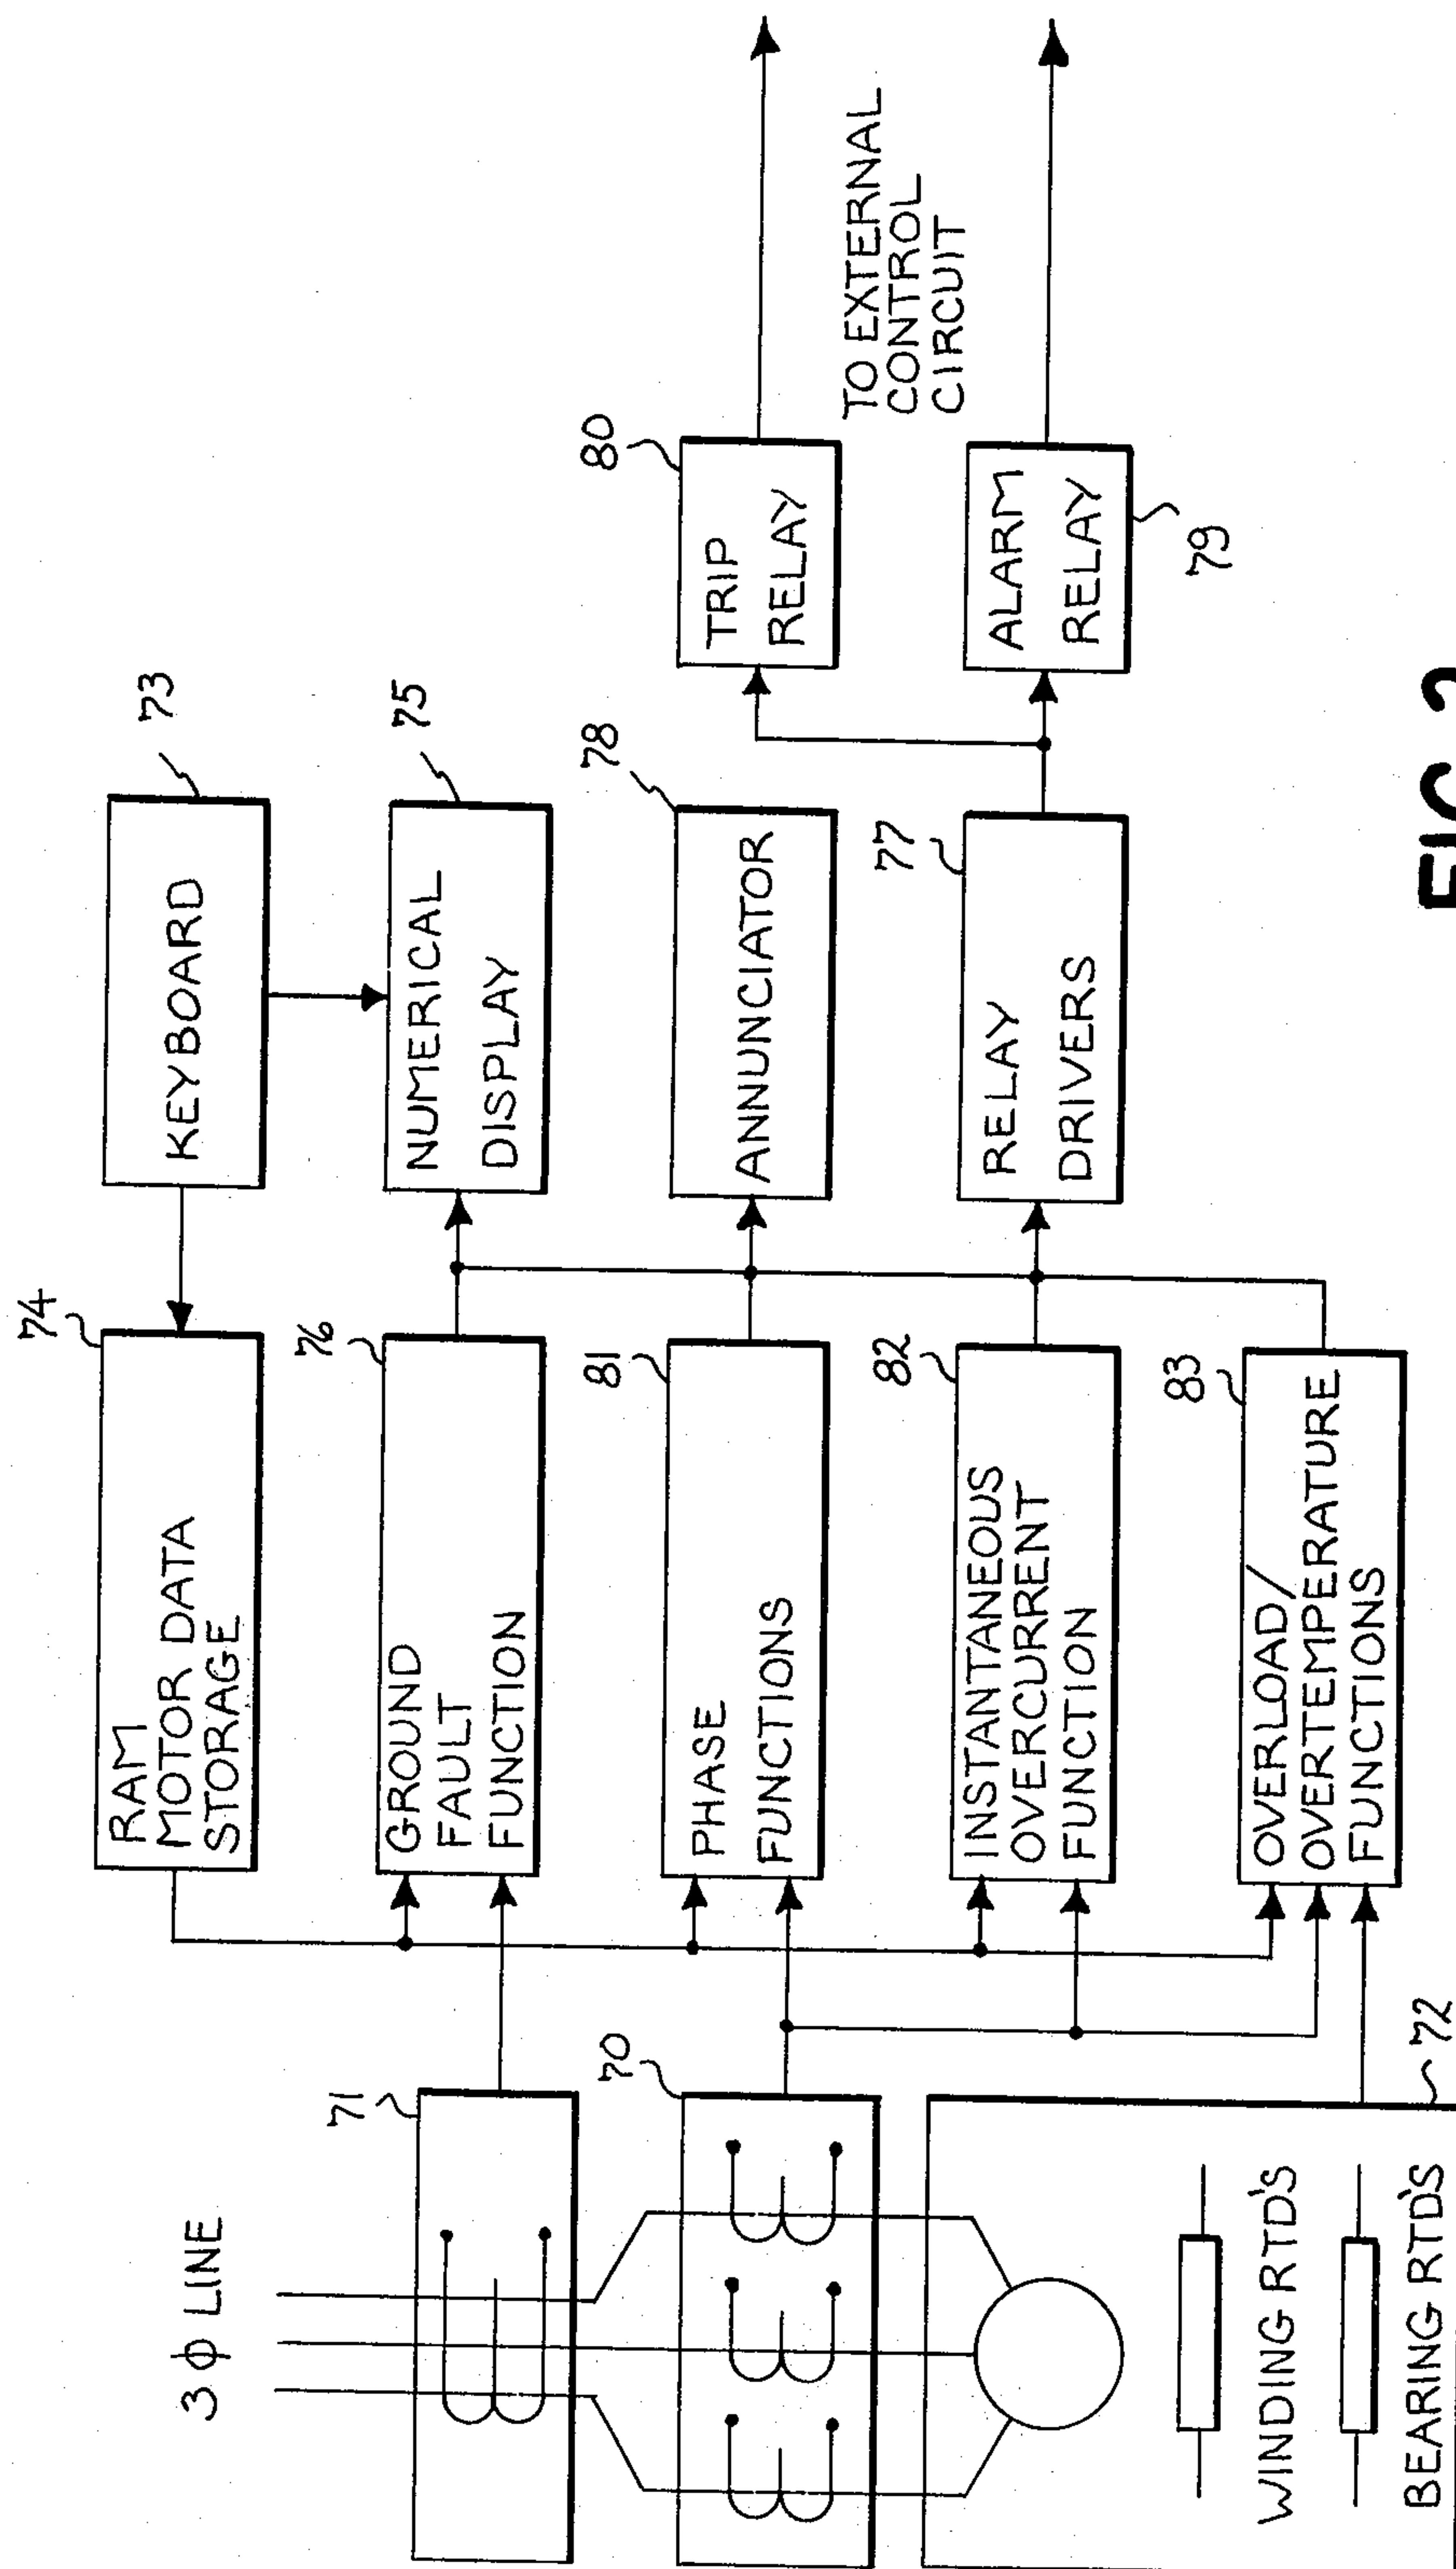 3 ϕ LINE
71
70
72
WINDING RTD'S
BEARING RTD'S
74
RAM
MOTOR DATA
STORAGE
76
GROUND
FAULT
FUNCTION
81
PHASE
FUNCTIONS
82
INSTANTANEOUS
OVERCURRENT
FUNCTION
83
OVERLOAD/
OVERTEMPERATURE
FUNCTIONS
73
KEYBOARD
75
NUMERICAL
DISPLAY
78
ANNUNCIATOR
77
RELAY
DRIVERS
80
TRIP
RELAY
79
ALARM
RELAY
TO EXTERNAL
CONTROL
CIRCUIT